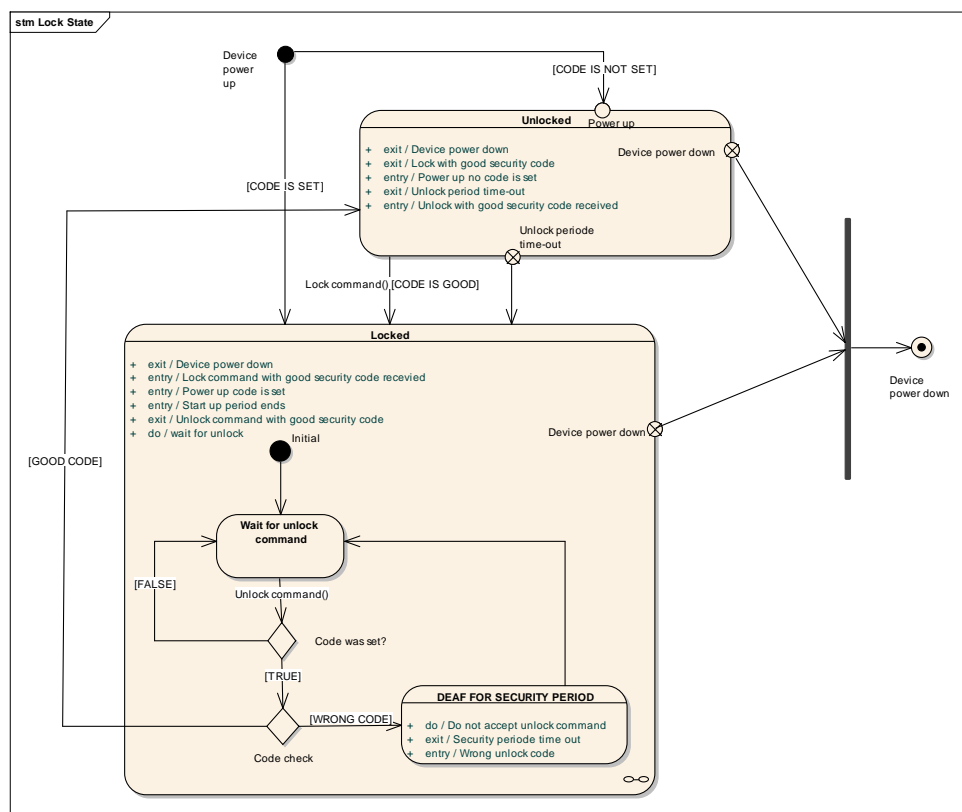 stm Lock State
Device
power
up
[CODE IS NOT SET]
Unlocked
Power up
+ exit / Device power down
+ exit / Lock with good security code
+ entry / Power up no code is set
+ exit / Unlock period time-out
+ entry / Unlock with good security code received
Device power down
[CODE IS SET]
Unlock periode
time-out
Lock command() [CODE IS GOOD]
Locked
+ exit / Device power down
+ entry / Lock command with good security code recevied
+ entry / Power up code is set
+ entry / Start up period ends
+ exit / Unlock command with good security code
+ do / wait for unlock
Device power down
Device
power down
Initial
[GOOD CODE]
Wait for unlock
command
[FALSE]
Unlock command()
Code was set?
[TRUE]
[WRONG CODE]
Code check
DEAF FOR SECURITY PERIOD
+ do / Do not accept unlock command
+ exit / Security periode time out
+ entry / Wrong unlock code